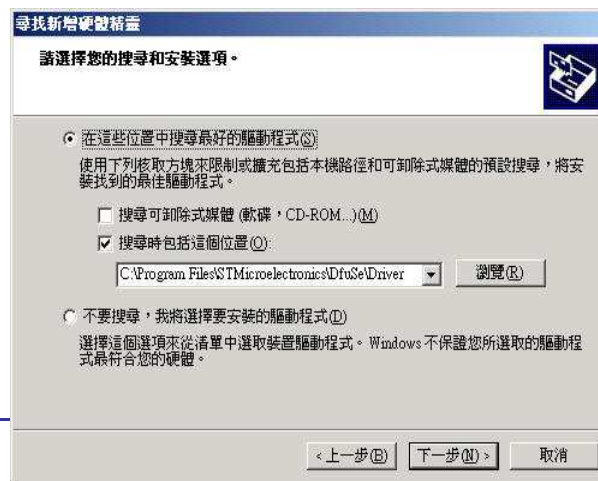 尋找新增硬體精靈
請選擇您的搜尋和安裝選項。
在這些位置中搜尋最好的驅動程式(S)
使用下列核取方塊來限制或擴充包括本機路徑和可卸除式媒體的預設搜尋,將安
裝找到的最佳驅動程式。
搜尋可卸除式媒體 (軟碟,CD-ROM...)(M)
搜尋時包括這個位置(O):
C:\Program Files\STMicroelectronics\DfuSe\Driver
瀏覽(R)
不要搜尋,我將選擇要安裝的驅動程式(D)
選擇這個選項來從清單中選取裝置驅動程式。Windows 不保證您所選取的驅動程
式最符合您的硬體。
<上一步(B) 下一步(N)> 取消